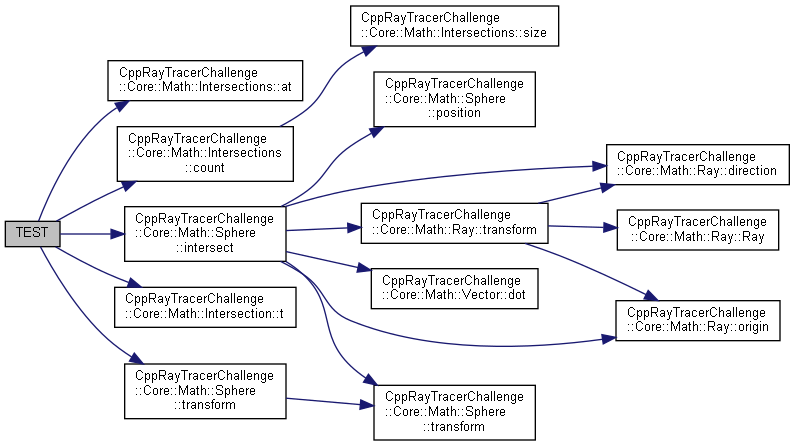 TEST
CppRayTracerChallenge
::Core::Math::Intersections::at
CppRayTracerChallenge
::Core::Math::Intersections
::count
CppRayTracerChallenge
::Core::Math::Sphere
::intersect
CppRayTracerChallenge
::Core::Math::Intersection::t
CppRayTracerChallenge
::Core::Math::Sphere
::transform
CppRayTracerChallenge
::Core::Math::Intersections::size
CppRayTracerChallenge
::Core::Math::Sphere
::position
CppRayTracerChallenge
::Core::Math::Ray::transform
CppRayTracerChallenge
::Core::Math::Vector::dot
CppRayTracerChallenge
::Core::Math::Sphere
::transform
CppRayTracerChallenge
::Core::Math::Ray::direction
CppRayTracerChallenge
::Core::Math::Ray::Ray
CppRayTracerChallenge
::Core::Math::Ray::origin